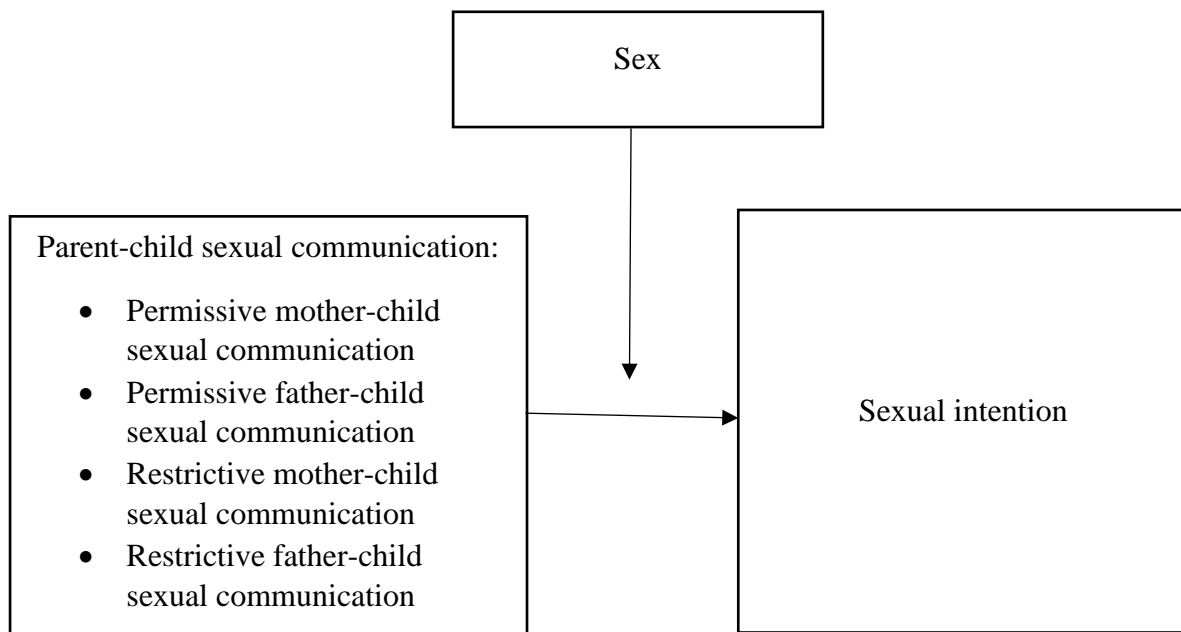 Sex
Parent-child sexual communication:
• Permissive mother-child
sexual communication
• Permissive father-child
sexual communication
• Restrictive mother-child
sexual communication
• Restrictive father-child
sexual communication
Sexual intention